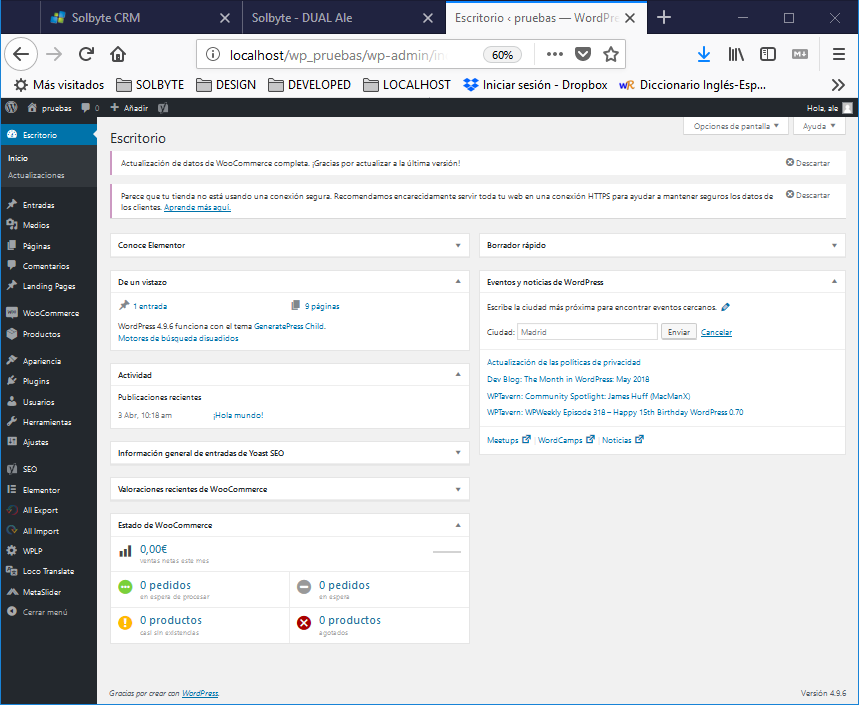 Solbyte CRM
Solbyte - DUAL Ale
Escritorio ‹ pruebas — WordPre
localhost/wp_pruebas/wp-admin/in
60%
Más visitados
SOLBYTE
DESIGN
DEVELOPED
LOCALHOST
Iniciar sesión - Dropbox
Diccionario Inglés-Esp...
pruebas
0
Añadir
Hola, ale
Escritorio
Inicio
Actualizaciones
Entradas
Medios
Páginas
Comentarios
Landing Pages
WooCommerce
Productos
Apariencia
Plugins
Usuarios
Herramientas
Ajustes
SEO
Elementor
All Export
All Import
WPLP
Loco Translate
MetaSlider
Cerrar menú
Opciones de pantalla
Ayuda
Escritorio
Actualización de datos de WooCommerce completa. ¡Gracias por actualizar a la última versión!
Descartar
Parece que tu tienda no está usando una conexión segura. Recomendamos encarecidamente servir toda tu web en una conexión HTTPS para ayudar a mantener seguros los datos de
los clientes. Aprende más aquí.
Descartar
Conoce Elementor
De un vistazo
1 entrada
9 páginas
WordPress 4.9.6 funciona con el tema GeneratePress Child.
Motores de búsqueda disuadidos
Actividad
Publicaciones recientes
3 Abr, 10:18 am
¡Hola mundo!
Información general de entradas de Yoast SEO
Valoraciones recientes de WooCommerce
Estado de WooCommerce
0,00€
ventas netas este mes
0 pedidos
en espera de procesar
0 pedidos
en espera
0 productos
casi sin existencias
0 productos
agotados
Borrador rápido
Eventos y noticias de WordPress
Escribe la ciudad más próxima para encontrar eventos cercanos.
Ciudad:
Madrid
Enviar
Cancelar
Actualización de las políticas de privacidad
Dev Blog: The Month in WordPress: May 2018
WPTavern: Community Spotlight: James Huff (MacManX)
WPTavern: WPWeekly Episode 318 – Happy 15th Birthday WordPress 0.70
Meetups
WordCamps
Noticias
Gracias por crear con WordPress.
Versión 4.9.6